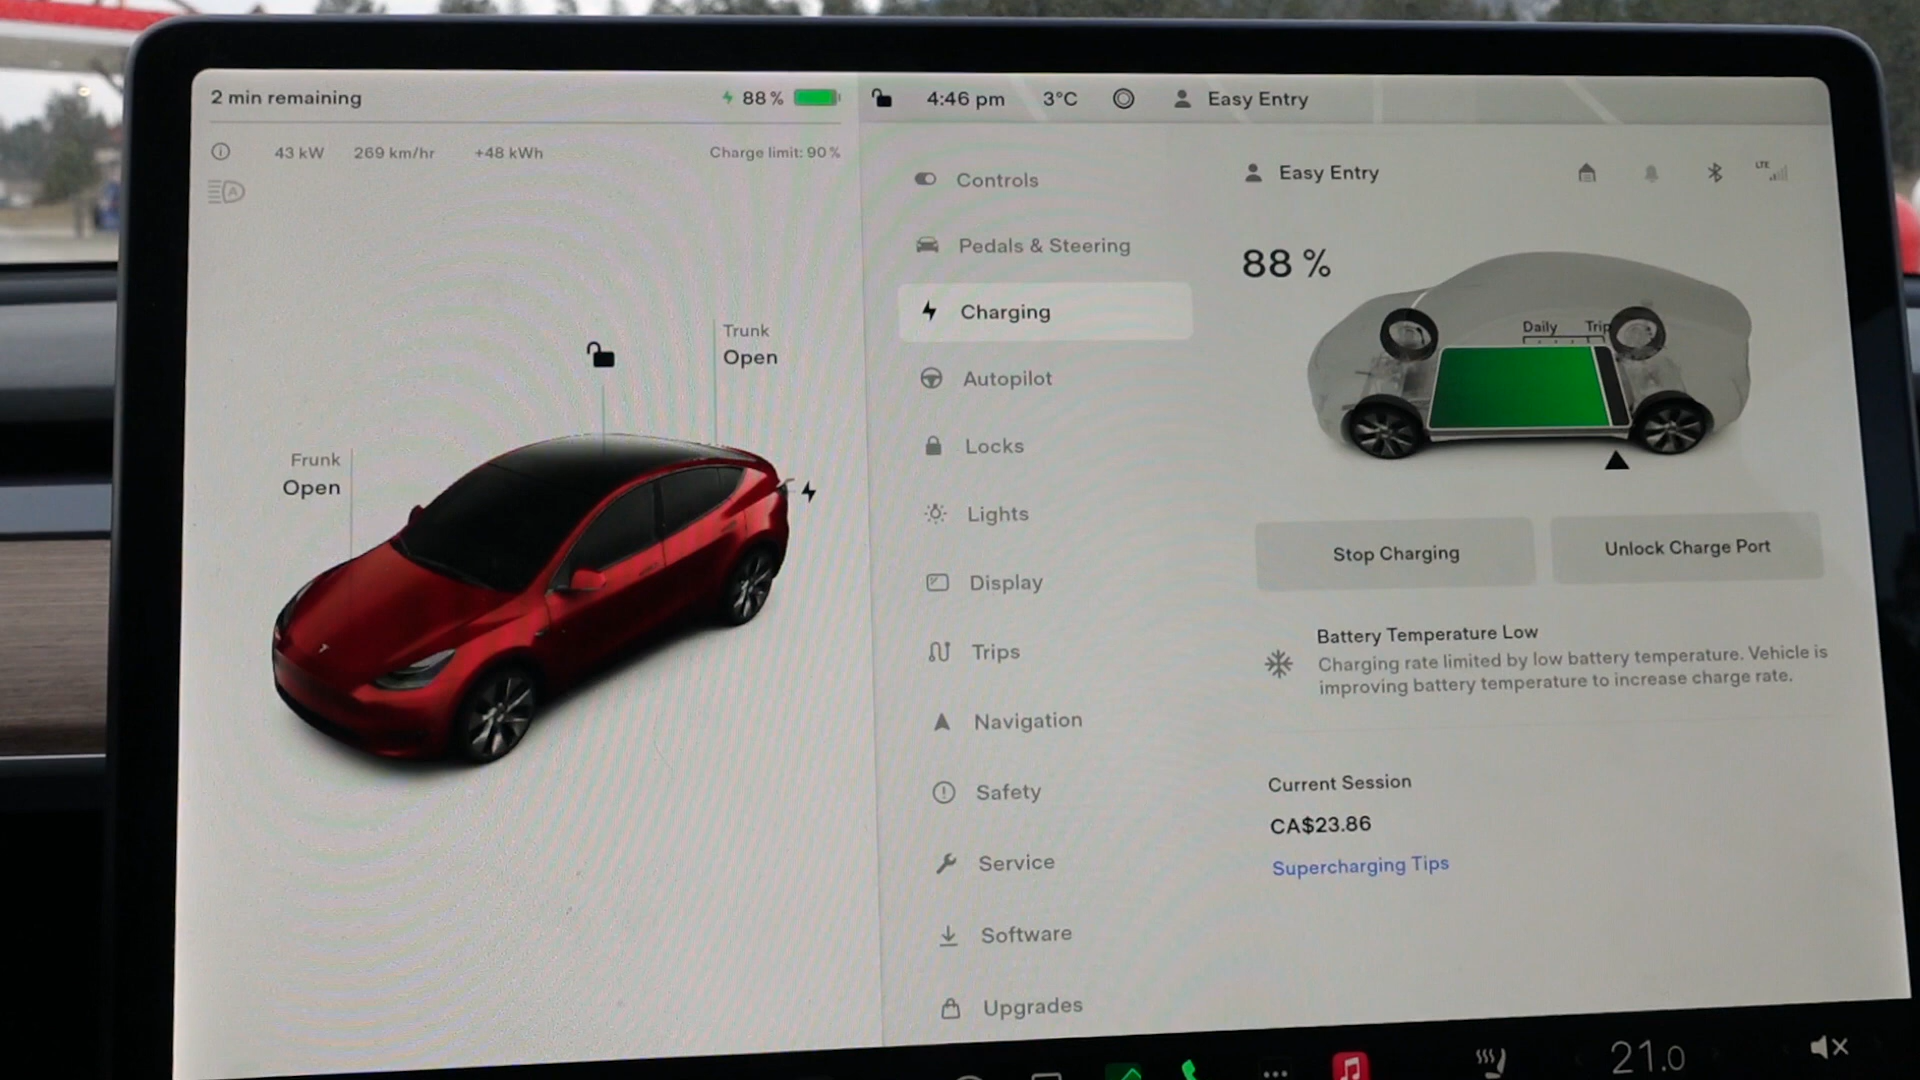 2 min remaining
88 %
4:46 pm
3°C
Easy Entry
43 kW
269 km/hr
+48 kWh
Charge limit: 90 %
Trunk
Open
Frunk
Open
Controls
Pedals & Steering
Charging
Autopilot
Locks
Lights
Display
Trips
Navigation
Safety
Service
Software
Upgrades
Easy Entry
LTE
88 %
Daily
Trip
Stop Charging
Unlock Charge Port
Battery Temperature Low
Charging rate limited by low battery temperature. Vehicle is
improving battery temperature to increase charge rate.
Current Session
CA$23.86
Supercharging Tips
21.0